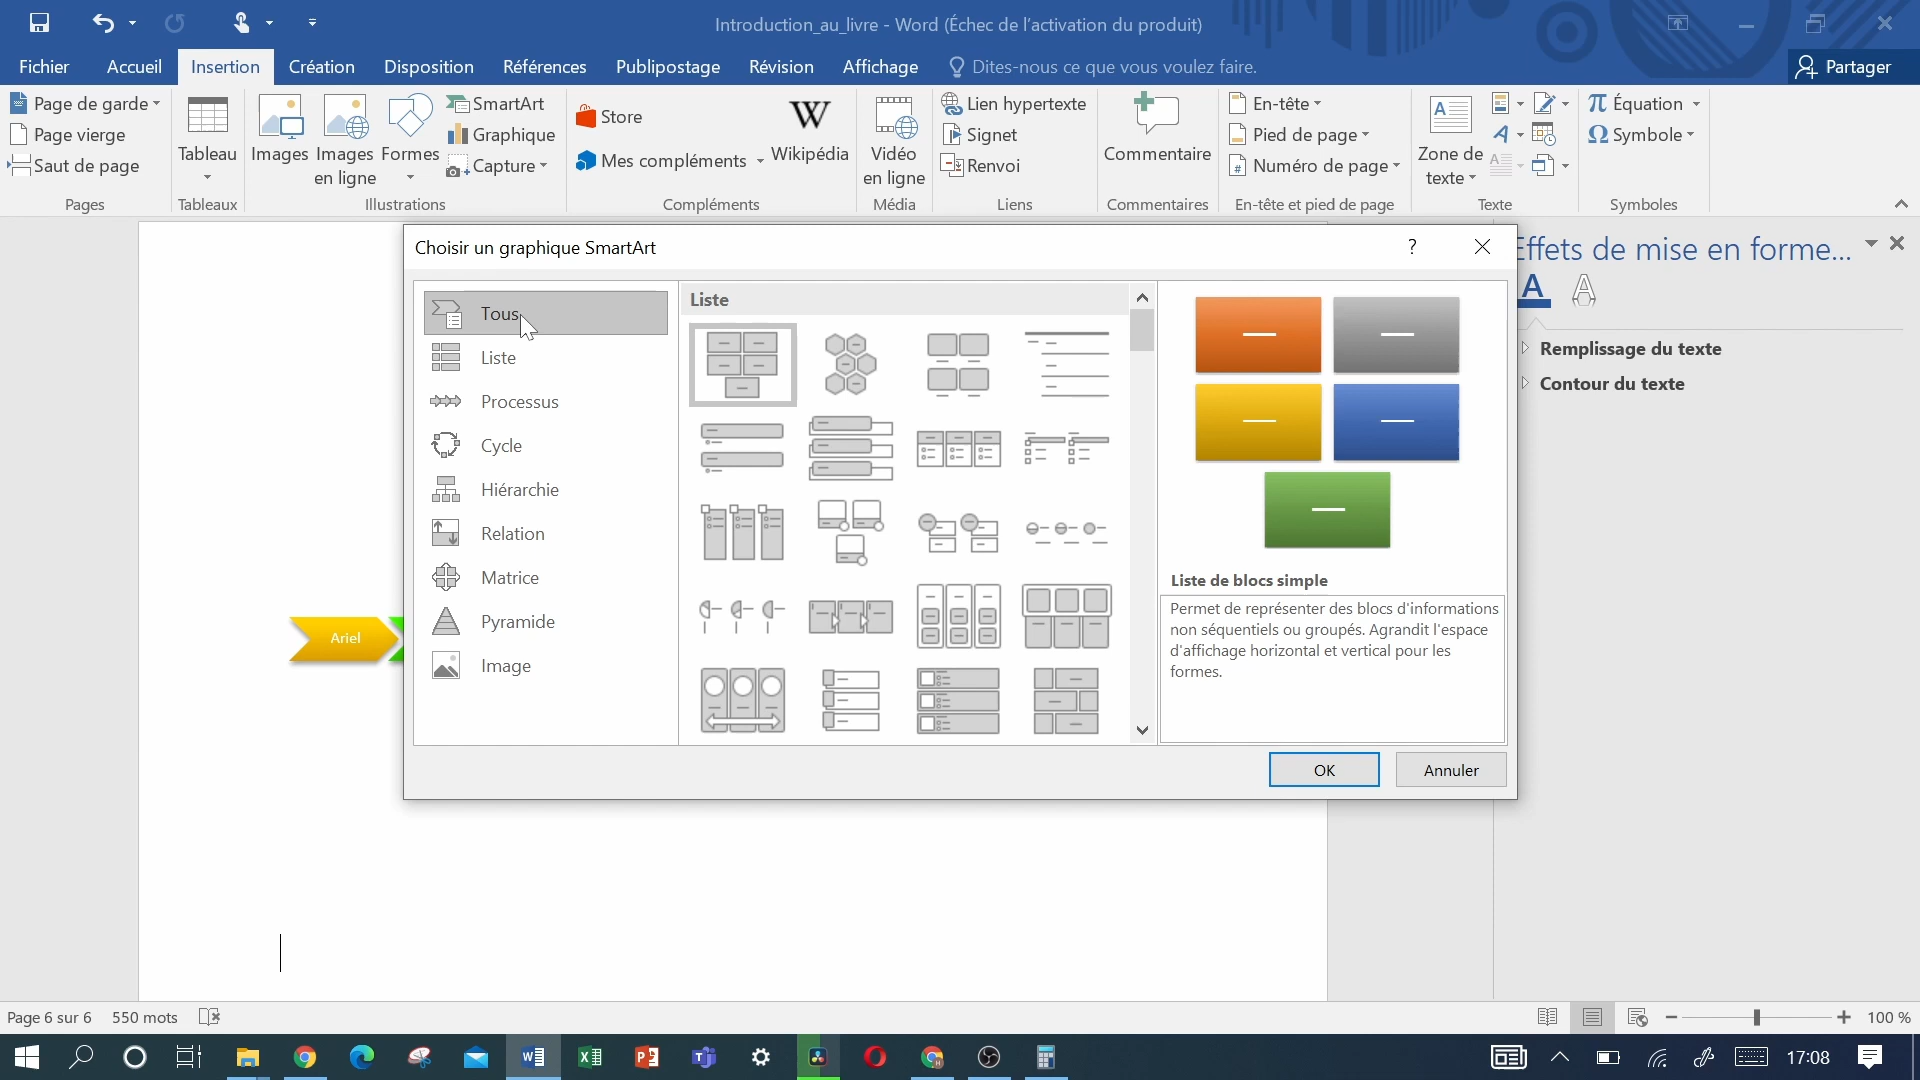 Introduction_au_livre - Word (Échec de l'activation du produit)
Fichier Accueil Insertion Création Disposition Références Publipostage Révision Affichage Dites-nous ce que vous voulez faire. Partager
Page de garde
Page vierge
Saut de page
Pages
Tableau
Tableaux
Images
Images
en ligne
Formes
SmartArt
Graphique
Capture
Illustrations
Store
Mes compléments
Wikipédia
Compléments
Vidéo
en ligne
Média
Lien hypertexte
Signet
Renvoi
Liens
Commentaire
Commentaires
En-tête
Pied de page
Numéro de page
En-tête et pied de page
Zone de
texte
Texte
Équation
Symbole
Symboles
Choisir un graphique SmartArt
Tous
Liste
Processus
Cycle
Hiérarchie
Relation
Matrice
Pyramide
Image
Liste
Liste de blocs simple
Permet de représenter des blocs d'informations
non séquentiels ou groupés. Agrandit l'espace
d'affichage horizontal et vertical pour les
formes.
OK Annuler
Effets de mise en forme...
Remplissage du texte
Contour du texte
Ariel
Page 6 sur 6 550 mots 100 %
17:08